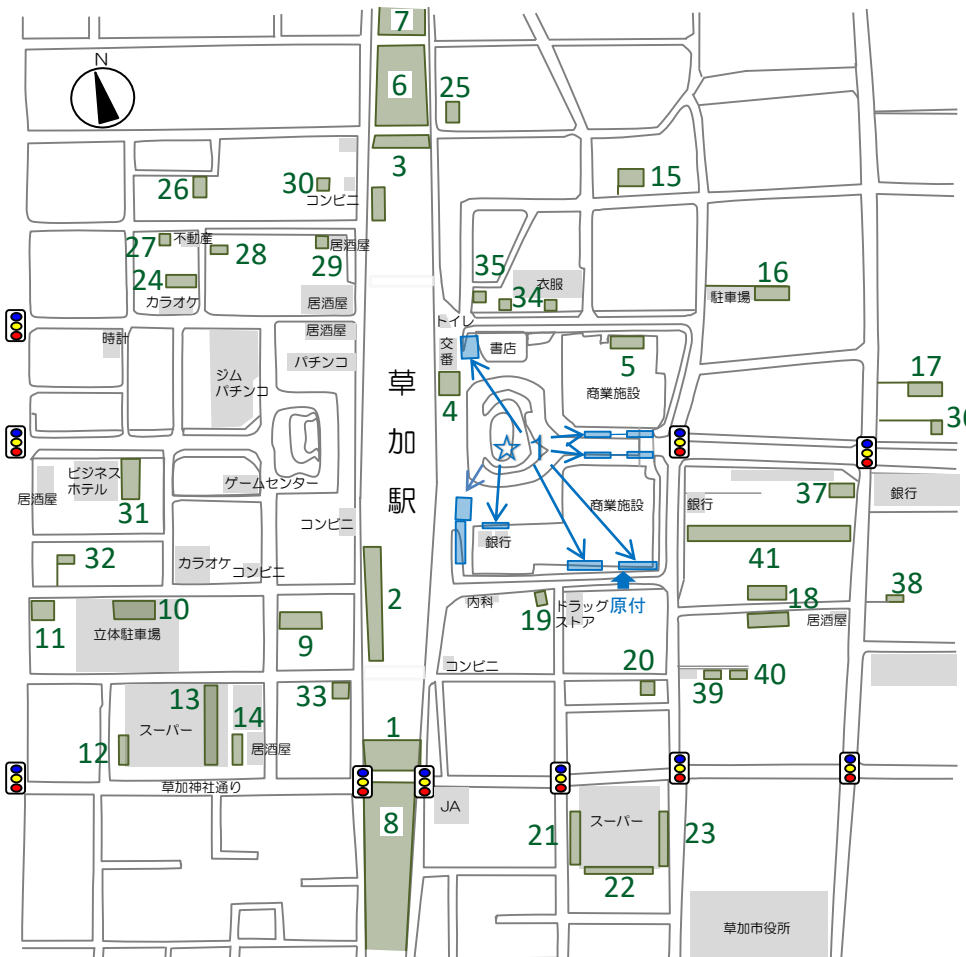 7
N
6
25
3
26
30
コンビニ
15
27
不動産
28
居酒屋
29
24
カラオケ
居酒屋
35
衣服
34
16
駐車場
トイレ
居酒屋
時計
交番
書店
5
パチンコ
ジム
パチンコ
草加駅
4
商業施設
17
36
ビジネス
ホテル
居酒屋
31
ゲームセンター
コンビニ
商業施設
銀行
37
銀行
銀行
41
32
カラオケ
コンビニ
2
原付
38
11
10
立体駐車場
9
内科
19
ドラッグ
ストア
18
居酒屋
コンビニ
20
39
40
13
スーパー
14
33
1
12
居酒屋
草加神社通り
8
JA
21
スーパー
23
22
草加市役所